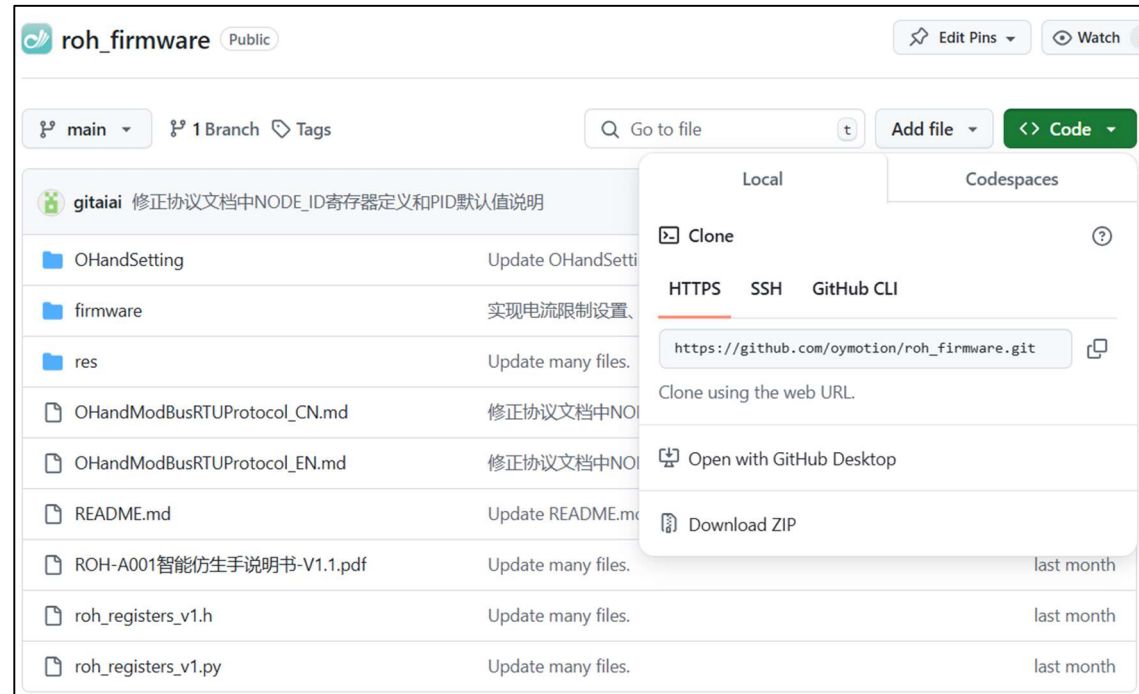 roh_firmware Public
Edit Pins
Watch
main
1 Branch
Tags
Go to file
t
Add file
<> Code
Local
Codespaces
gitaiai 修正协议文档中NODE_ID寄存器定义和PID默认值说明
Clone
OHandSetting
Update OHandSetti
HTTPS
SSH
GitHub CLI
firmware
实现电流限制设置、
https://github.com/oymotion/roh_firmware.git
res
Update many files.
Clone using the web URL.
OHandModBusRTUProtocol_CN.md
修正协议文档中NO
OHandModBusRTUProtocol_EN.md
修正协议文档中NO
Open with GitHub Desktop
README.md
Update README.m
Download ZIP
ROH-A001智能仿生手说明书-V1.1.pdf
Update many files.
last month
roh_registers_v1.h
Update many files.
last month
roh_registers_v1.py
Update many files.
last month